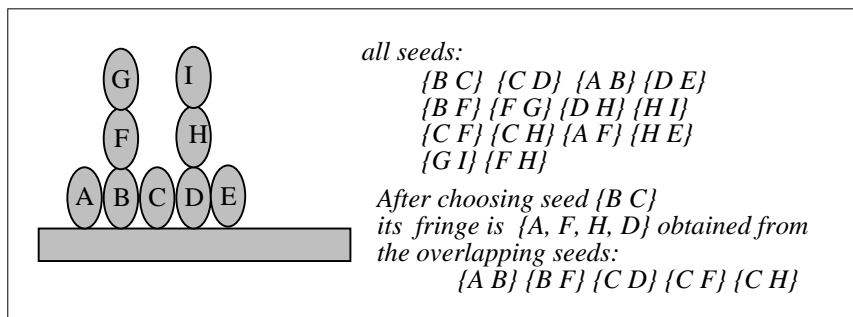 G I
F H
A B C D E
all seeds:
{B C} {C D} {A B} {D E}
{B F} {F G} {D H} {H I}
{C F} {C H} {A F} {H E}
{G I} {F H}
After choosing seed {B C}
its fringe is {A, F, H, D} obtained from
the overlapping seeds:
{A B} {B F} {C D} {C F} {C H}